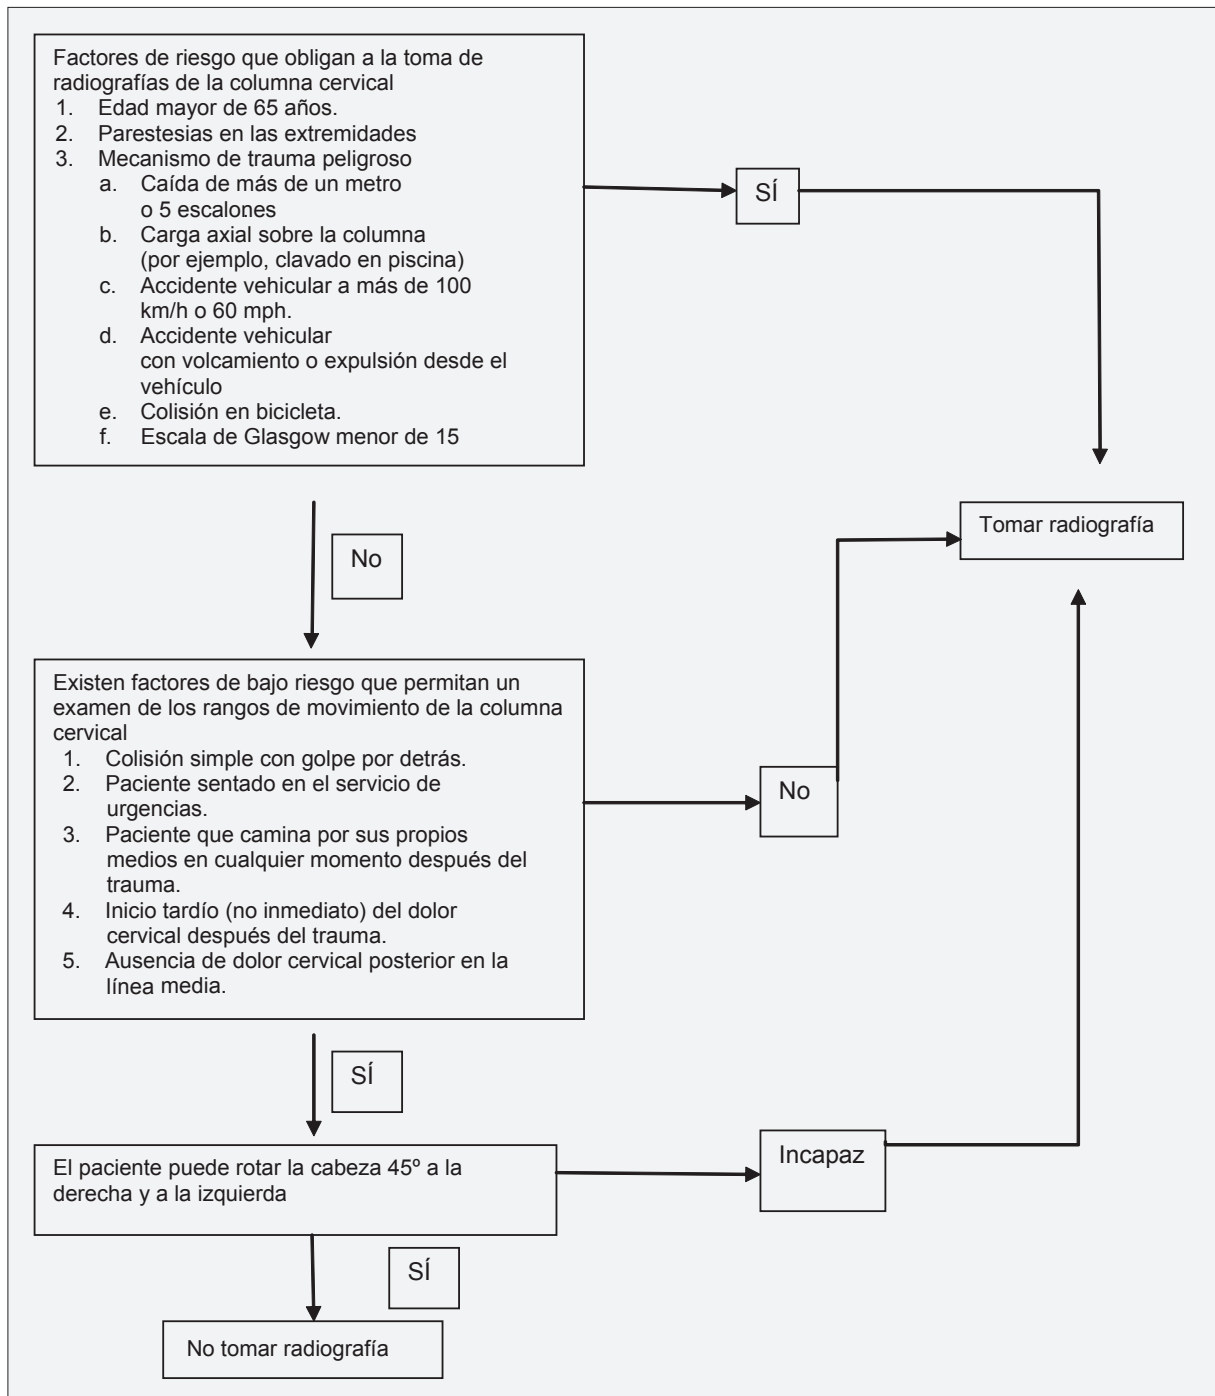 Factores de riesgo que obligan a la toma de
radiografías de la columna cervical
1. Edad mayor de 65 años.
2. Parestesias en las extremidades
3. Mecanismo de trauma peligroso
a. Caída de más de un metro
o 5 escalones
b. Carga axial sobre la columna
(por ejemplo, clavado en piscina)
c. Accidente vehicular a más de 100
km/h o 60 mph.
d. Accidente vehicular
con volcamiento o expulsión desde el
vehículo
e. Colisión en bicicleta.
f. Escala de Glasgow menor de 15
SÍ
Tomar radiografía
No
Existen factores de bajo riesgo que permitan un
examen de los rangos de movimiento de la columna
cervical
1. Colisión simple con golpe por detrás.
2. Paciente sentado en el servicio de
urgencias.
3. Paciente que camina por sus propios
medios en cualquier momento después del
trauma.
4. Inicio tardío (no inmediato) del dolor
cervical después del trauma.
5. Ausencia de dolor cervical posterior en la
línea media.
No
SÍ
El paciente puede rotar la cabeza 45º a la
derecha y a la izquierda
Incapaz
SÍ
No tomar radiografía